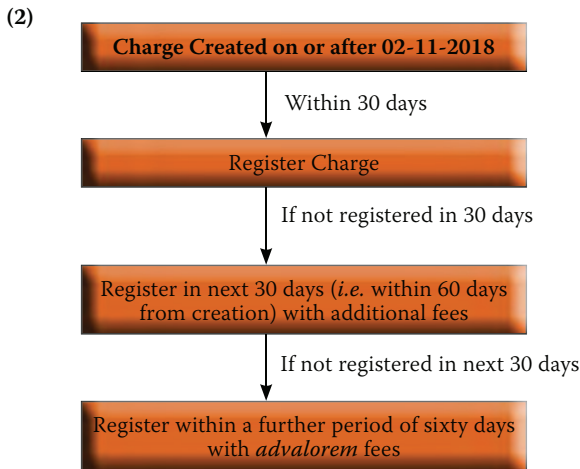 (2)
Charge Created on or after 02-11-2018
Within 30 days
Register Charge
If not registered in 30 days
Register in next 30 days (i.e. within 60 days
from creation) with additional fees
If not registered in next 30 days
Register within a further period of sixty days
with advalorem fees